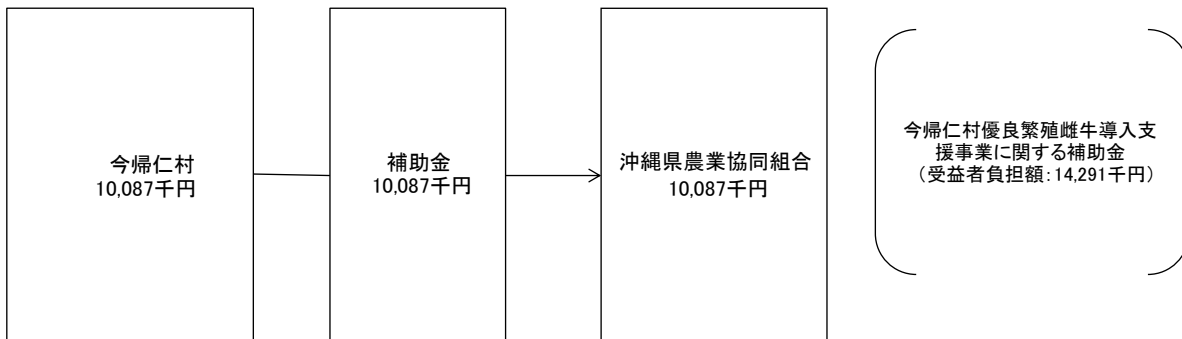 今帰仁村
10,087千円
補助金
10,087千円
沖縄県農業協同組合
10,087千円
今帰仁村優良繁殖雌牛導入支
援事業に関する補助金
（受益者負担額：14,291千円）